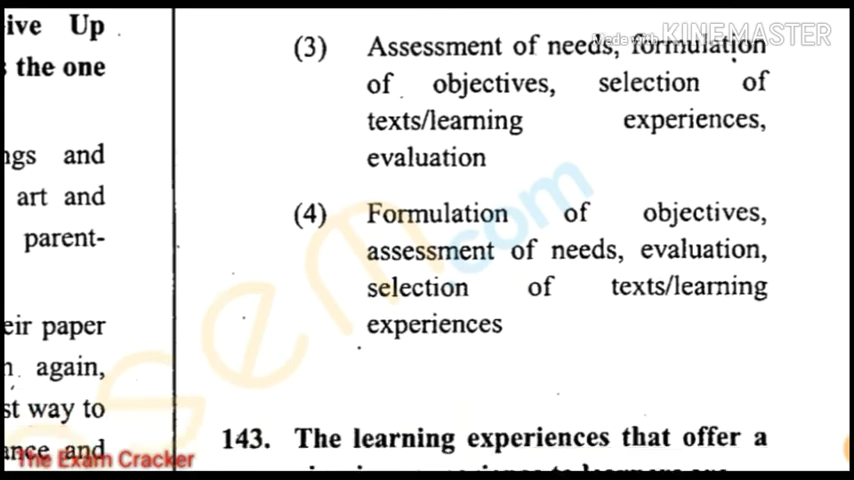 Give Up
the one
and
art and
parent-
eir paper
again,
st way to
ance and
(3) Assessment of needs, formulation
of objectives, selection of
texts/learning experiences,
evaluation
(4) Formulation of objectives,
assessment of needs, evaluation,
selection of texts/learning
experiences
143. The learning experiences that offer a
Made with KINEMASTER
The Exam Cracker